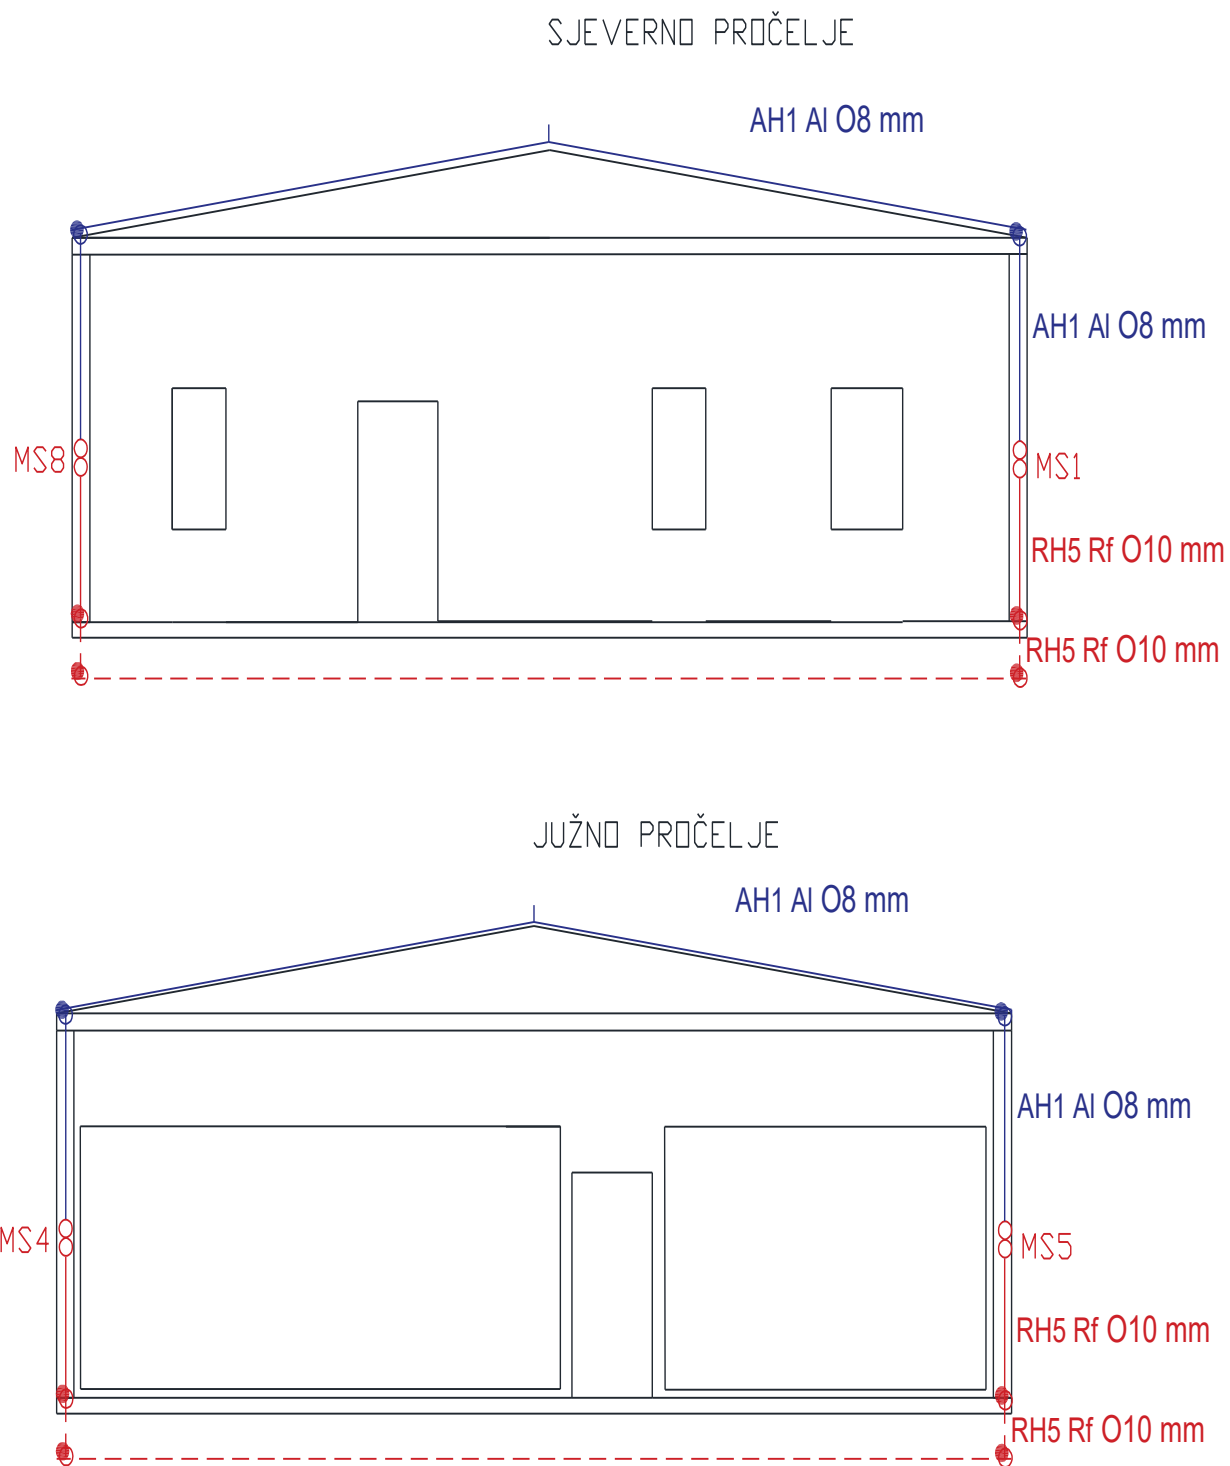 SJEVERNO PROČELJE
AH1 Al O8 mm
AH1 Al O8 mm
MS8
MS1
RH5 Rf O10 mm
RH5 Rf O10 mm
JUŽNO PROČELJE
AH1 Al O8 mm
AH1 Al O8 mm
MS4
MS5
RH5 Rf O10 mm
RH5 Rf O10 mm